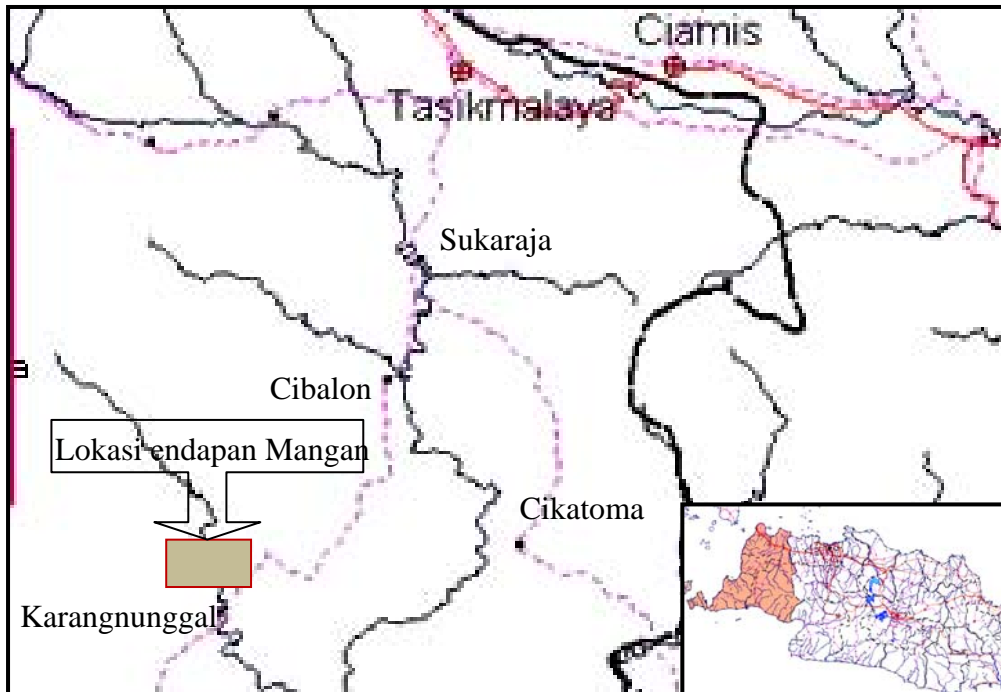 Ciamis
Tasikmalaya
Sukaraja
Cibalon
Lokasi endapan Mangan
Cikatoma
Karangnunggal